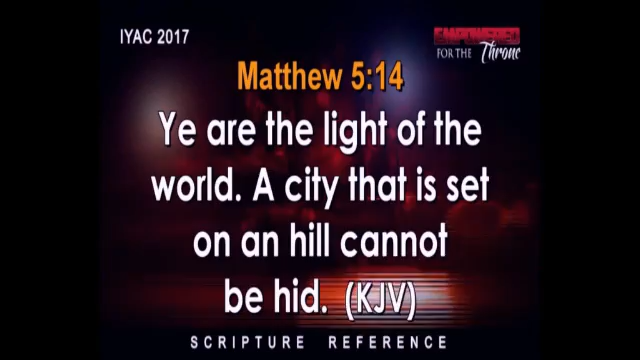 IYAC 2017
EMPOWERED
FOR THE Throne
Matthew 5:14
Ye are the light of the
world. A city that is set
on an hill cannot
be hid. (KJV)
SCRIPTURE REFERENCE